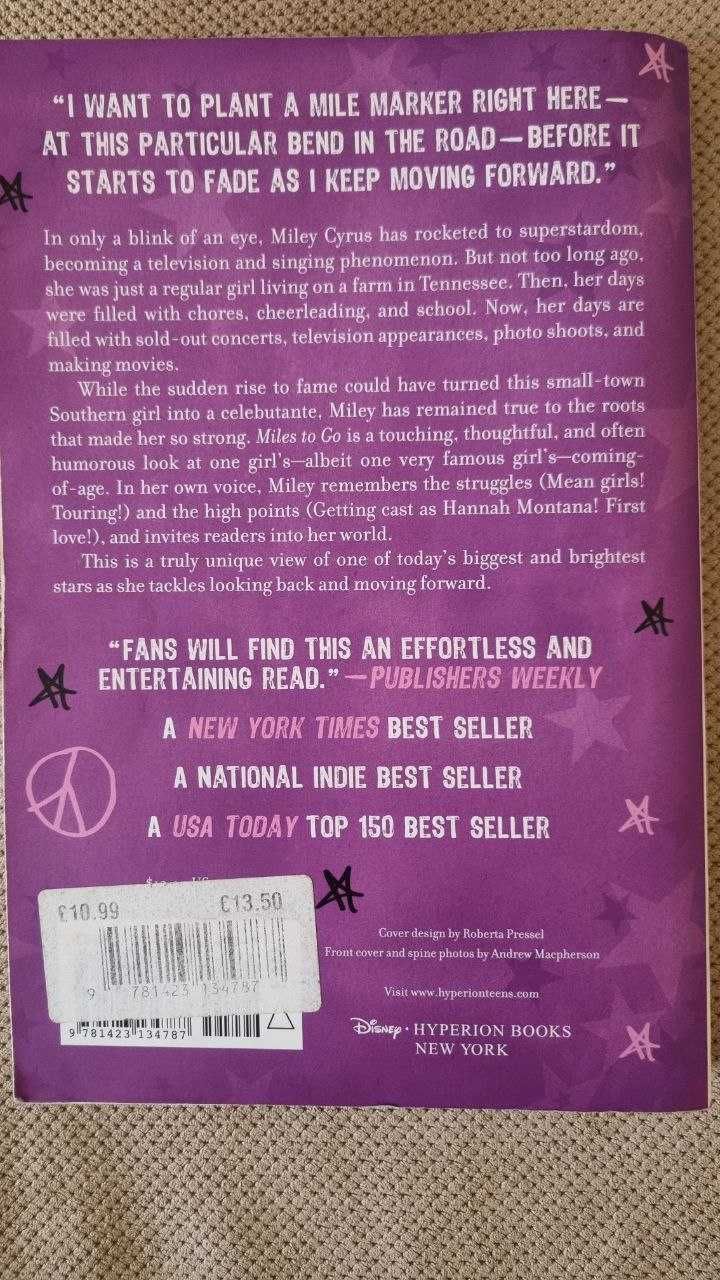 “I WANT TO PLANT A MILE MARKER RIGHT HERE—
AT THIS PARTICULAR BEND IN THE ROAD—BEFORE IT
STARTS TO FADE AS I KEEP MOVING FORWARD.”
In only a blink of an eye, Miley Cyrus has rocketed to superstardom,
becoming a television and singing phenomenon. But not too long ago,
she was just a regular girl living on a farm in Tennessee. Then, her days
were filled with chores, cheerleading, and school. Now, her days are
filled with sold-out concerts, television appearances, photo shoots, and
making movies.
While the sudden rise to fame could have turned this small-town
Southern girl into a celebutante, Miley has remained true to the roots
that made her so strong. Miles to Go is a touching, thoughtful, and often
humorous look at one girl’s—albeit one very famous girl’s—coming-
of-age. In her own voice, Miley remembers the struggles (Mean girls!
Touring!) and the high points (Getting cast as Hannah Montana! First
love!), and invites readers into her world.
This is a truly unique view of one of today’s biggest and brightest
stars as she tackles looking back and moving forward.
“FANS WILL FIND THIS AN EFFORTLESS AND
ENTERTAINING READ.” —PUBLISHERS WEEKLY
A NEW YORK TIMES BEST SELLER
A NATIONAL INDIE BEST SELLER
A USA TODAY TOP 150 BEST SELLER
£10.99 €13.50
9 781423 134787
9 781423 134787
Cover design by Roberta Pressel
Front cover and spine photos by Andrew Macpherson
Visit www.hyperionteens.com
Disney • HYPERION BOOKS
NEW YORK